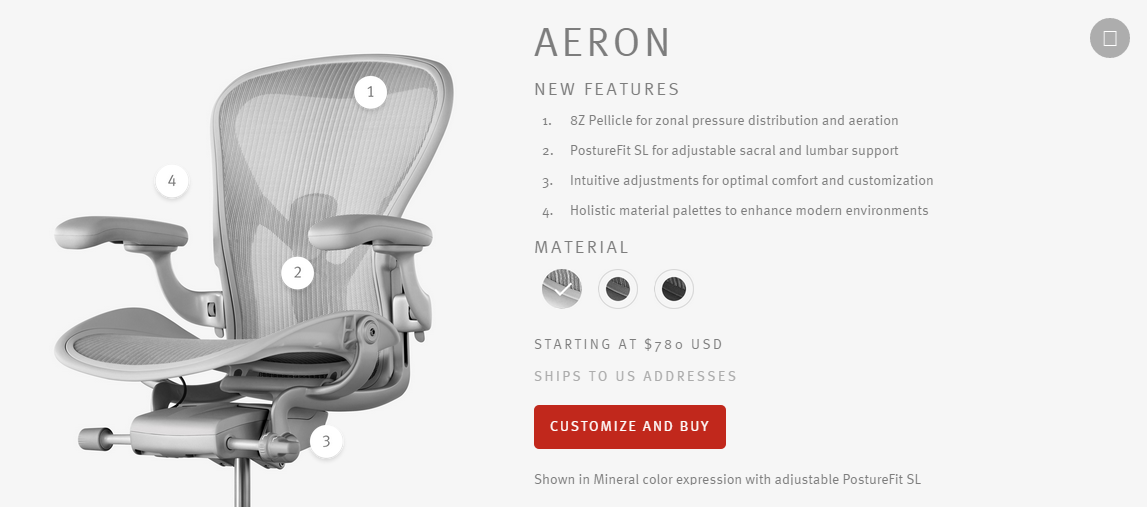 AERON
NEW FEATURES
1. 8Z Pellicle for zonal pressure distribution and aeration
2. PostureFit SL for adjustable sacral and lumbar support
3. Intuitive adjustments for optimal comfort and customization
4. Holistic material palettes to enhance modern environments
MATERIAL
STARTING AT $780 USD
SHIPS TO US ADDRESSES
CUSTOMIZE AND BUY
Shown in Mineral color expression with adjustable PostureFit SL
1
4
2
3